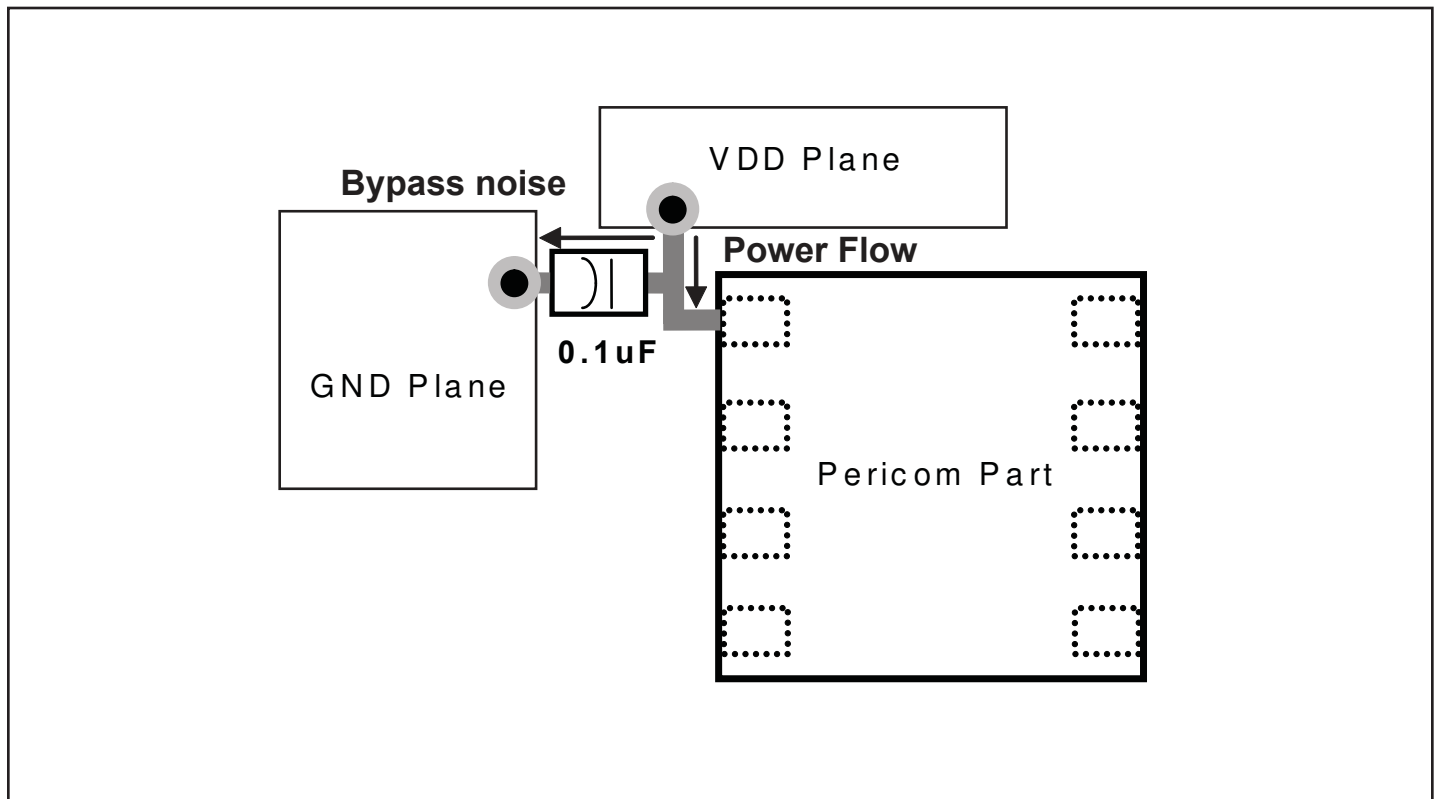 VDD Plane
Bypass noise
Power Flow
0.1uF
GND Plane
Pericom Part